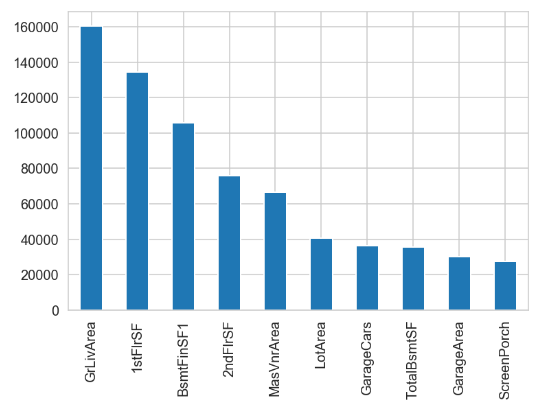 160000
140000
120000
100000
80000
60000
40000
20000
0
GrLivArea
1stFlrSF
BsmtFinSF1
2ndFlrSF
MasVnrArea
LotArea
GarageCars
TotalBsmtSF
GarageArea
ScreenPorch